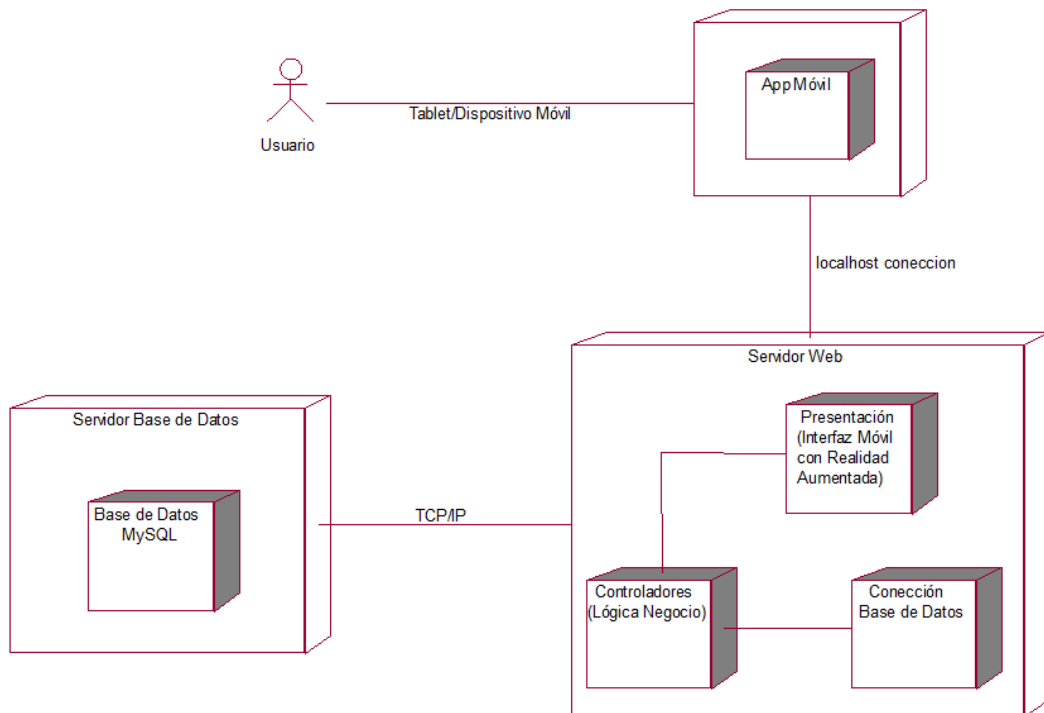 App Móvil
Tablet/Dispositivo Móvil
Usuario
localhost coneccion
Servidor Web
Servidor Base de Datos
Presentación
(Interfaz Móvil
con Realidad
Aumentada)
Base de Datos
MySQL
TCP/IP
Controladores
(Lógica Negocio)
Conección
Base de Datos